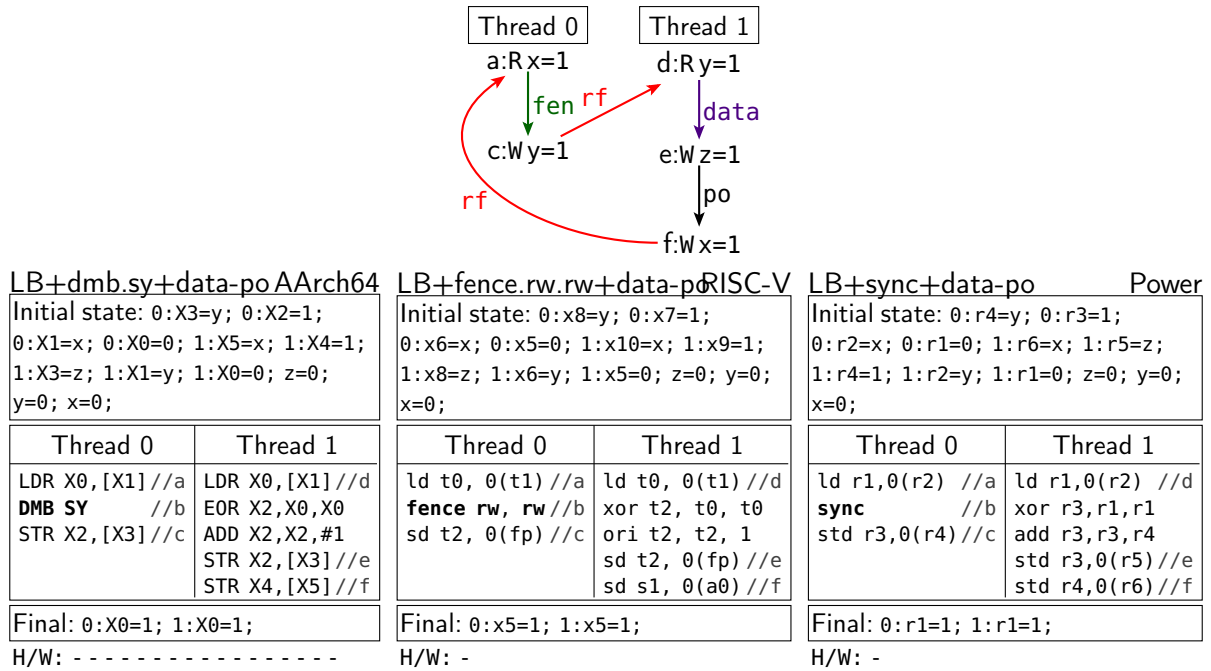 Thread 0 Thread 1
a:R x=1 d:R y=1
fen rf data
c:W y=1 e:W z=1
rf po
f:W x=1
LB+dmb.sy+data-po AArch64
Initial state: 0:X3=y; 0:X2=1;
0:X1=x; 0:X0=0; 1:X5=x; 1:X4=1;
1:X3=z; 1:X1=y; 1:X0=0; z=0;
y=0; x=0;
Thread 0 Thread 1
LDR X0,[X1]//a LDR X0,[X1]//d
DMB SY //b EOR X2,X0,X0
STR X2,[X3]//c ADD X2,X2,#1
STR X2,[X3]//e
STR X4,[X5]//f
Final: 0:X0=1; 1:X0=1;
H/W: - - - - - - - - - - - - - - - - -
LB+fence.rw.rw+data-po RISC-V
Initial state: 0:x8=y; 0:x7=1;
0:x6=x; 0:x5=0; 1:x10=x; 1:x9=1;
1:x8=z; 1:x6=y; 1:x5=0; z=0; y=0;
x=0;
Thread 0 Thread 1
ld t0, 0(t1)//a ld t0, 0(t1)//d
fence rw, rw//b xor t2, t0, t0
sd t2, 0(fp)//c ori t2, t2, 1
sd t2, 0(fp)//e
sd s1, 0(a0)//f
Final: 0:x5=1; 1:x5=1;
H/W: -
LB+sync+data-po Power
Initial state: 0:r4=y; 0:r3=1;
0:r2=x; 0:r1=0; 1:r6=x; 1:r5=z;
1:r4=1; 1:r2=y; 1:r1=0; z=0; y=0;
x=0;
Thread 0 Thread 1
ld r1,0(r2) //a ld r1,0(r2) //d
sync //b xor r3,r1,r1
std r3,0(r4)//c add r3,r3,r4
std r3,0(r5)//e
std r4,0(r6)//f
Final: 0:r1=1; 1:r1=1;
H/W: -